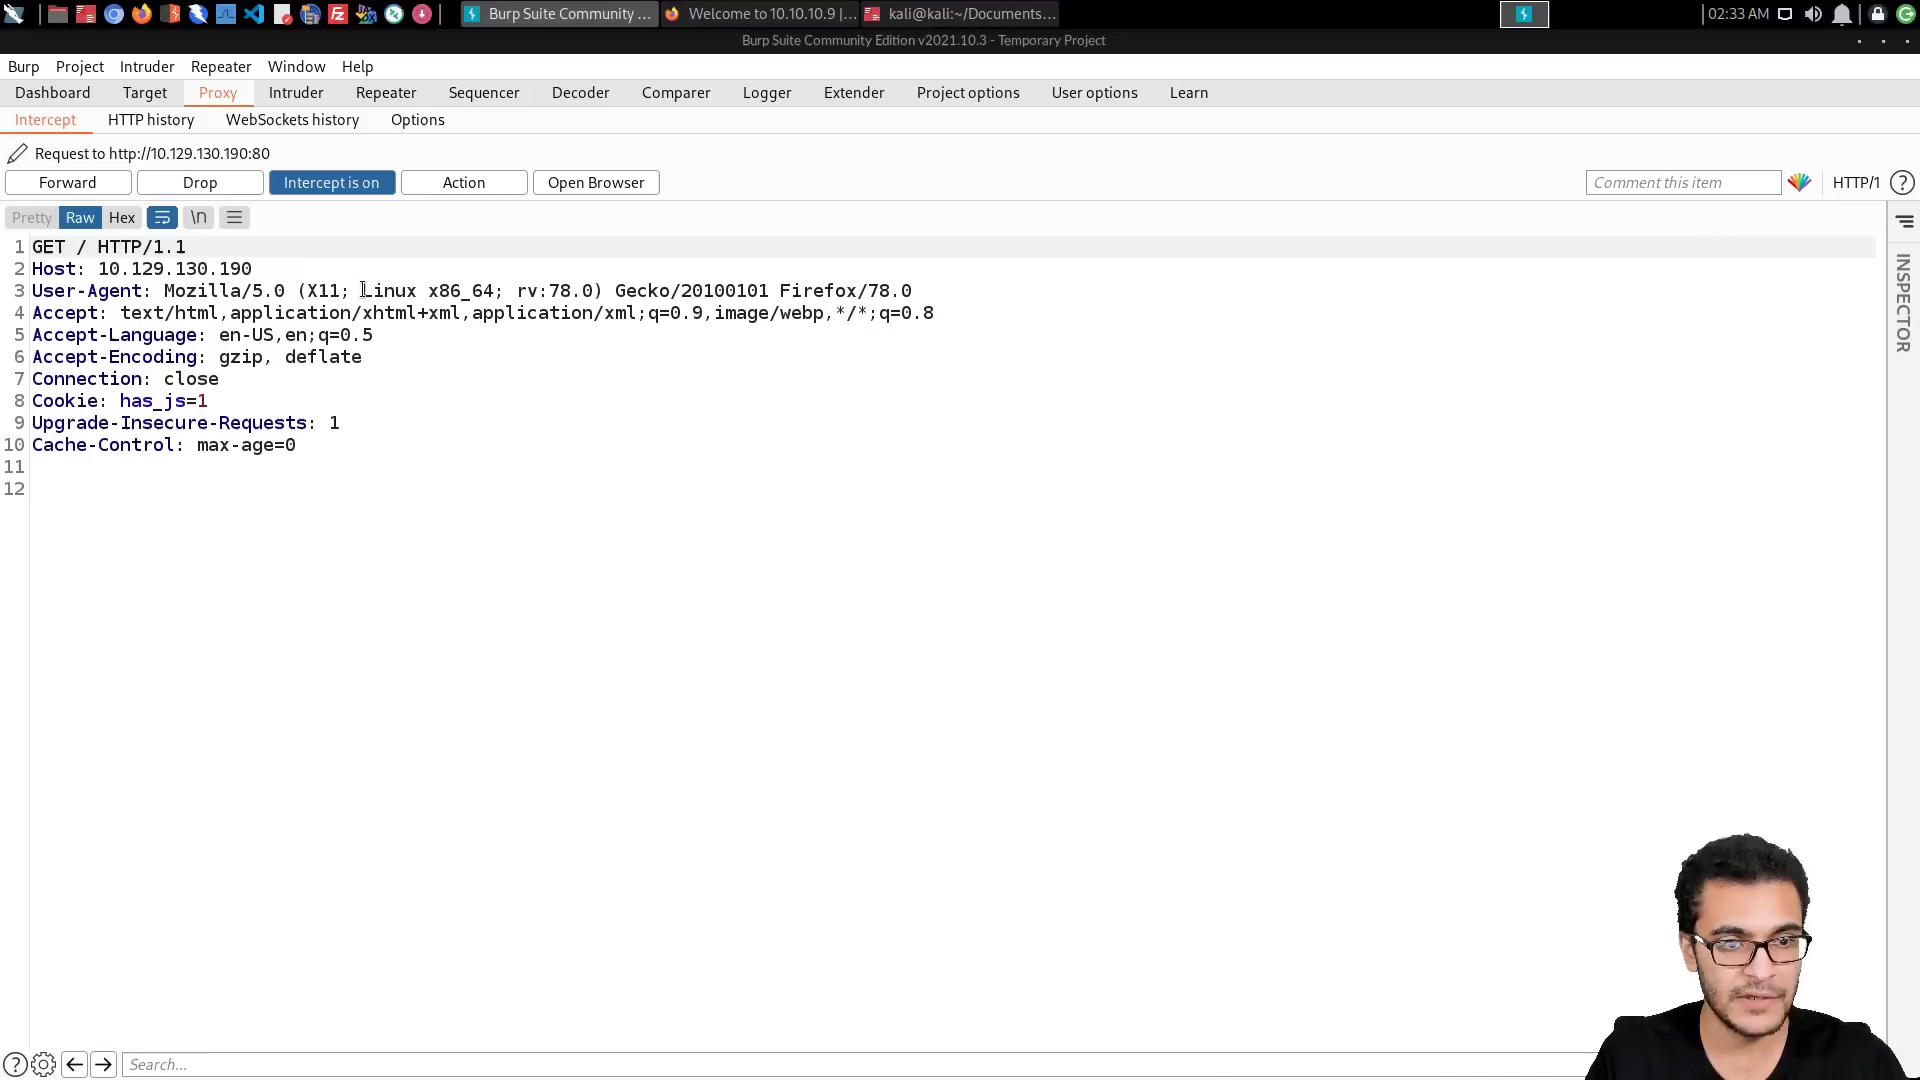 Burp Suite Community ... Welcome to 10.10.10.9 |... kali@kali:~/Documents... 02:33 AM
Burp Suite Community Edition v2021.10.3 - Temporary Project
Burp Project Intruder Repeater Window Help
Dashboard Target Proxy Intruder Repeater Sequencer Decoder Comparer Logger Extender Project options User options Learn
Intercept HTTP history WebSockets history Options
Request to http://10.129.130.190:80
Forward Drop Intercept is on Action Open Browser Comment this item HTTP/1 ?
Pretty Raw Hex \n
1 GET / HTTP/1.1
2 Host: 10.129.130.190
3 User-Agent: Mozilla/5.0 (X11; Linux x86_64; rv:78.0) Gecko/20100101 Firefox/78.0
4 Accept: text/html,application/xhtml+xml,application/xml;q=0.9,image/webp,*/*;q=0.8
5 Accept-Language: en-US,en;q=0.5
6 Accept-Encoding: gzip, deflate
7 Connection: close
8 Cookie: has_js=1
9 Upgrade-Insecure-Requests: 1
10 Cache-Control: max-age=0
11
12
INSPECTOR
? Search...